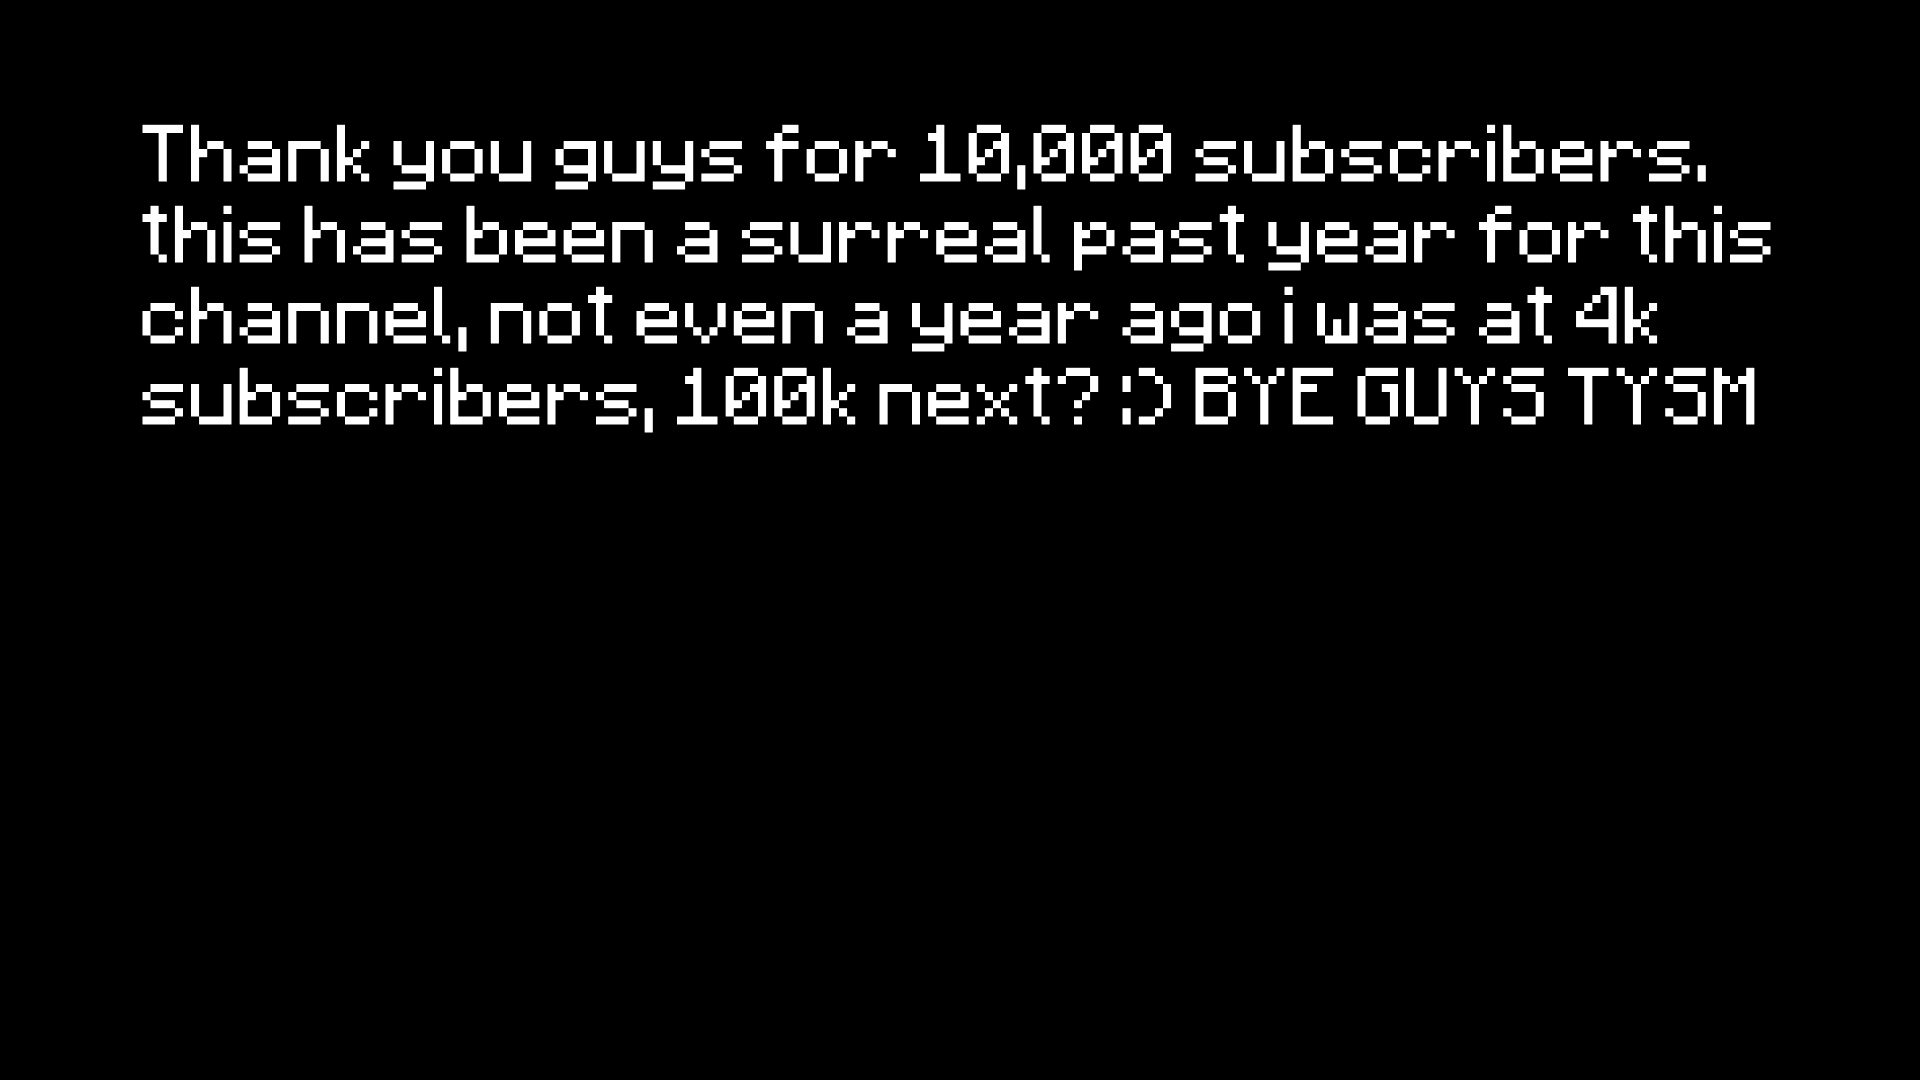 Thank you guys for 10,000 subscribers.
this has been a surreal past year for this
channel, not even a year ago i was at 4k
subscribers, 100k next? :) BYE GUYS TYSM